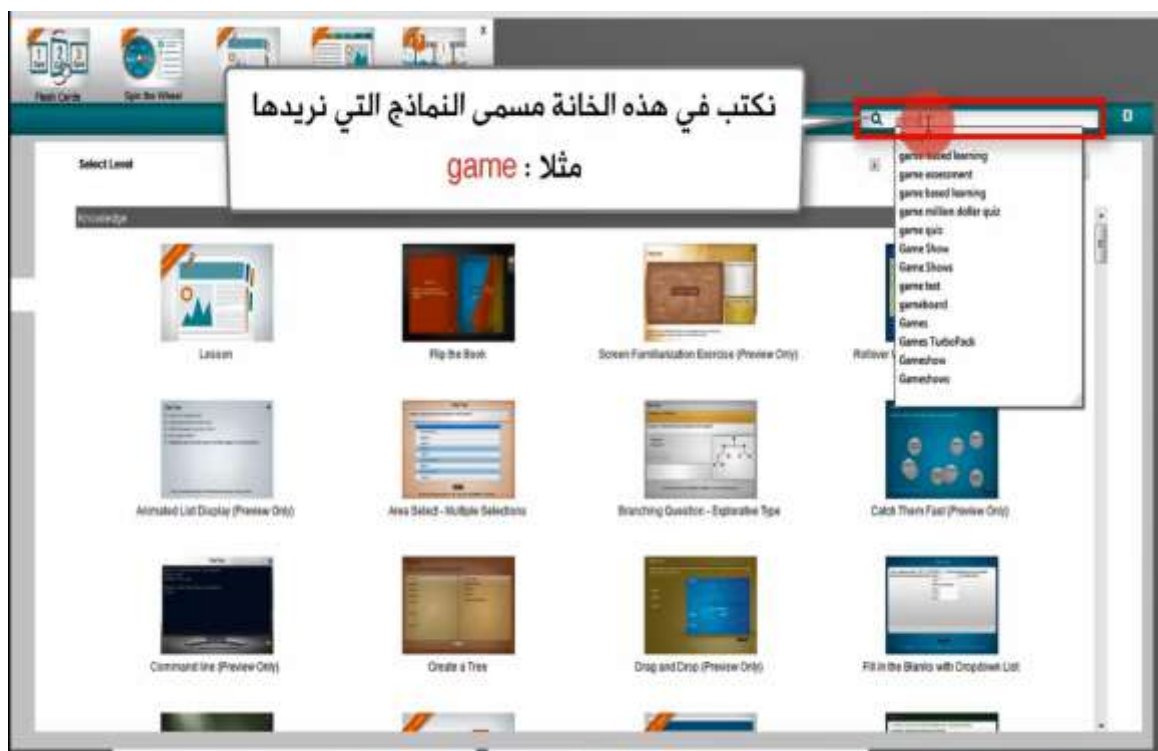 Flash Cards
Spin the Wheel
نكتب في هذه الخانة مسمى النماذج التي نريدها
مثلا : game
Select Level
game based learning
game assessment
game based learning
game million dollar quiz
game quiz
Game Show
Game Shows
game test
gameboard
Games
Games TurboPack
Gameshow
Gameshows
Knowledge
Lesson
Flip the Book
Screen Familiarization Exercise (Preview Only)
Rollover
Animated List Display (Preview Only)
Area Select - Multiple Selections
Branching Question - Explorative Type
Catch Them Fast (Preview Only)
Command line (Preview Only)
Create a Tree
Drag and Drop (Preview Only)
Fill in the Blanks with Dropdown List